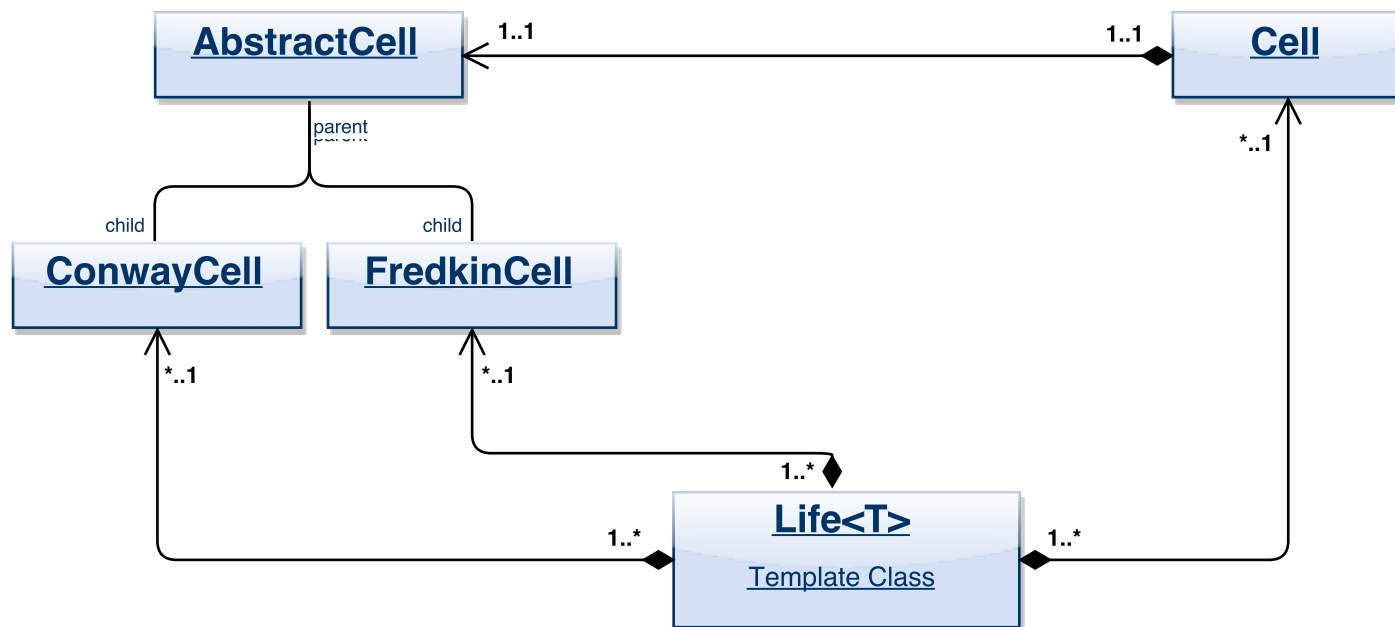 AbstractCell
1..1
1..1
Cell
parent
parent
*..1
child
child
ConwayCell
FredkinCell
*..1
*..1
1..*
Life<T>
1..*
1..*
Template Class